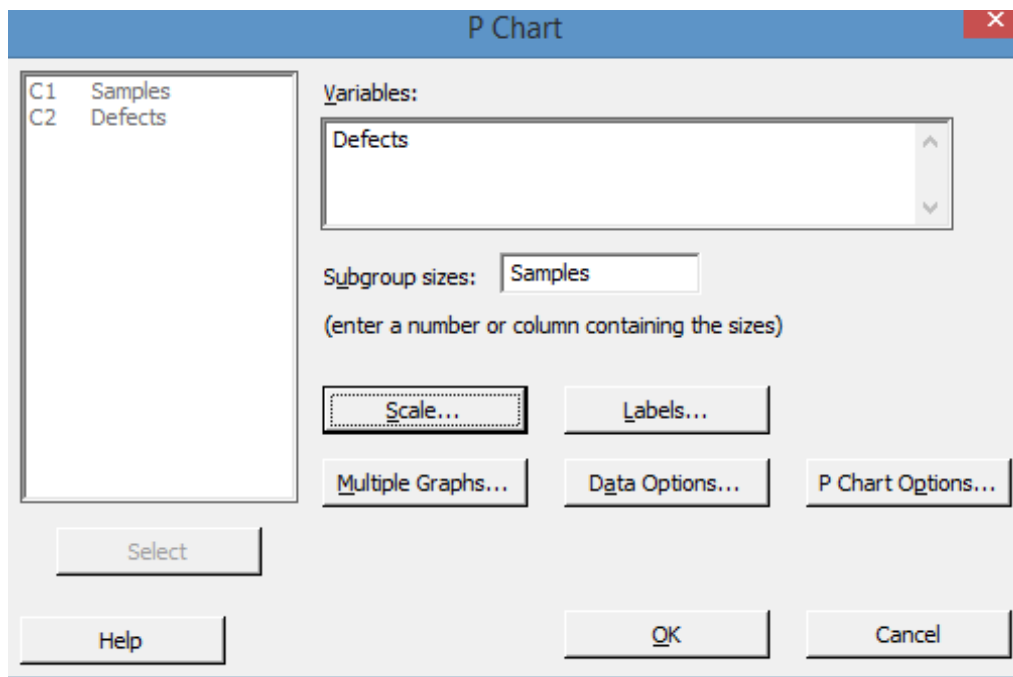 P Chart
C1 Samples
C2 Defects
Variables:
Defects
Subgroup sizes: Samples
(enter a number or column containing the sizes)
Scale... Labels...
Multiple Graphs... Data Options... P Chart Options...
Select
Help OK Cancel